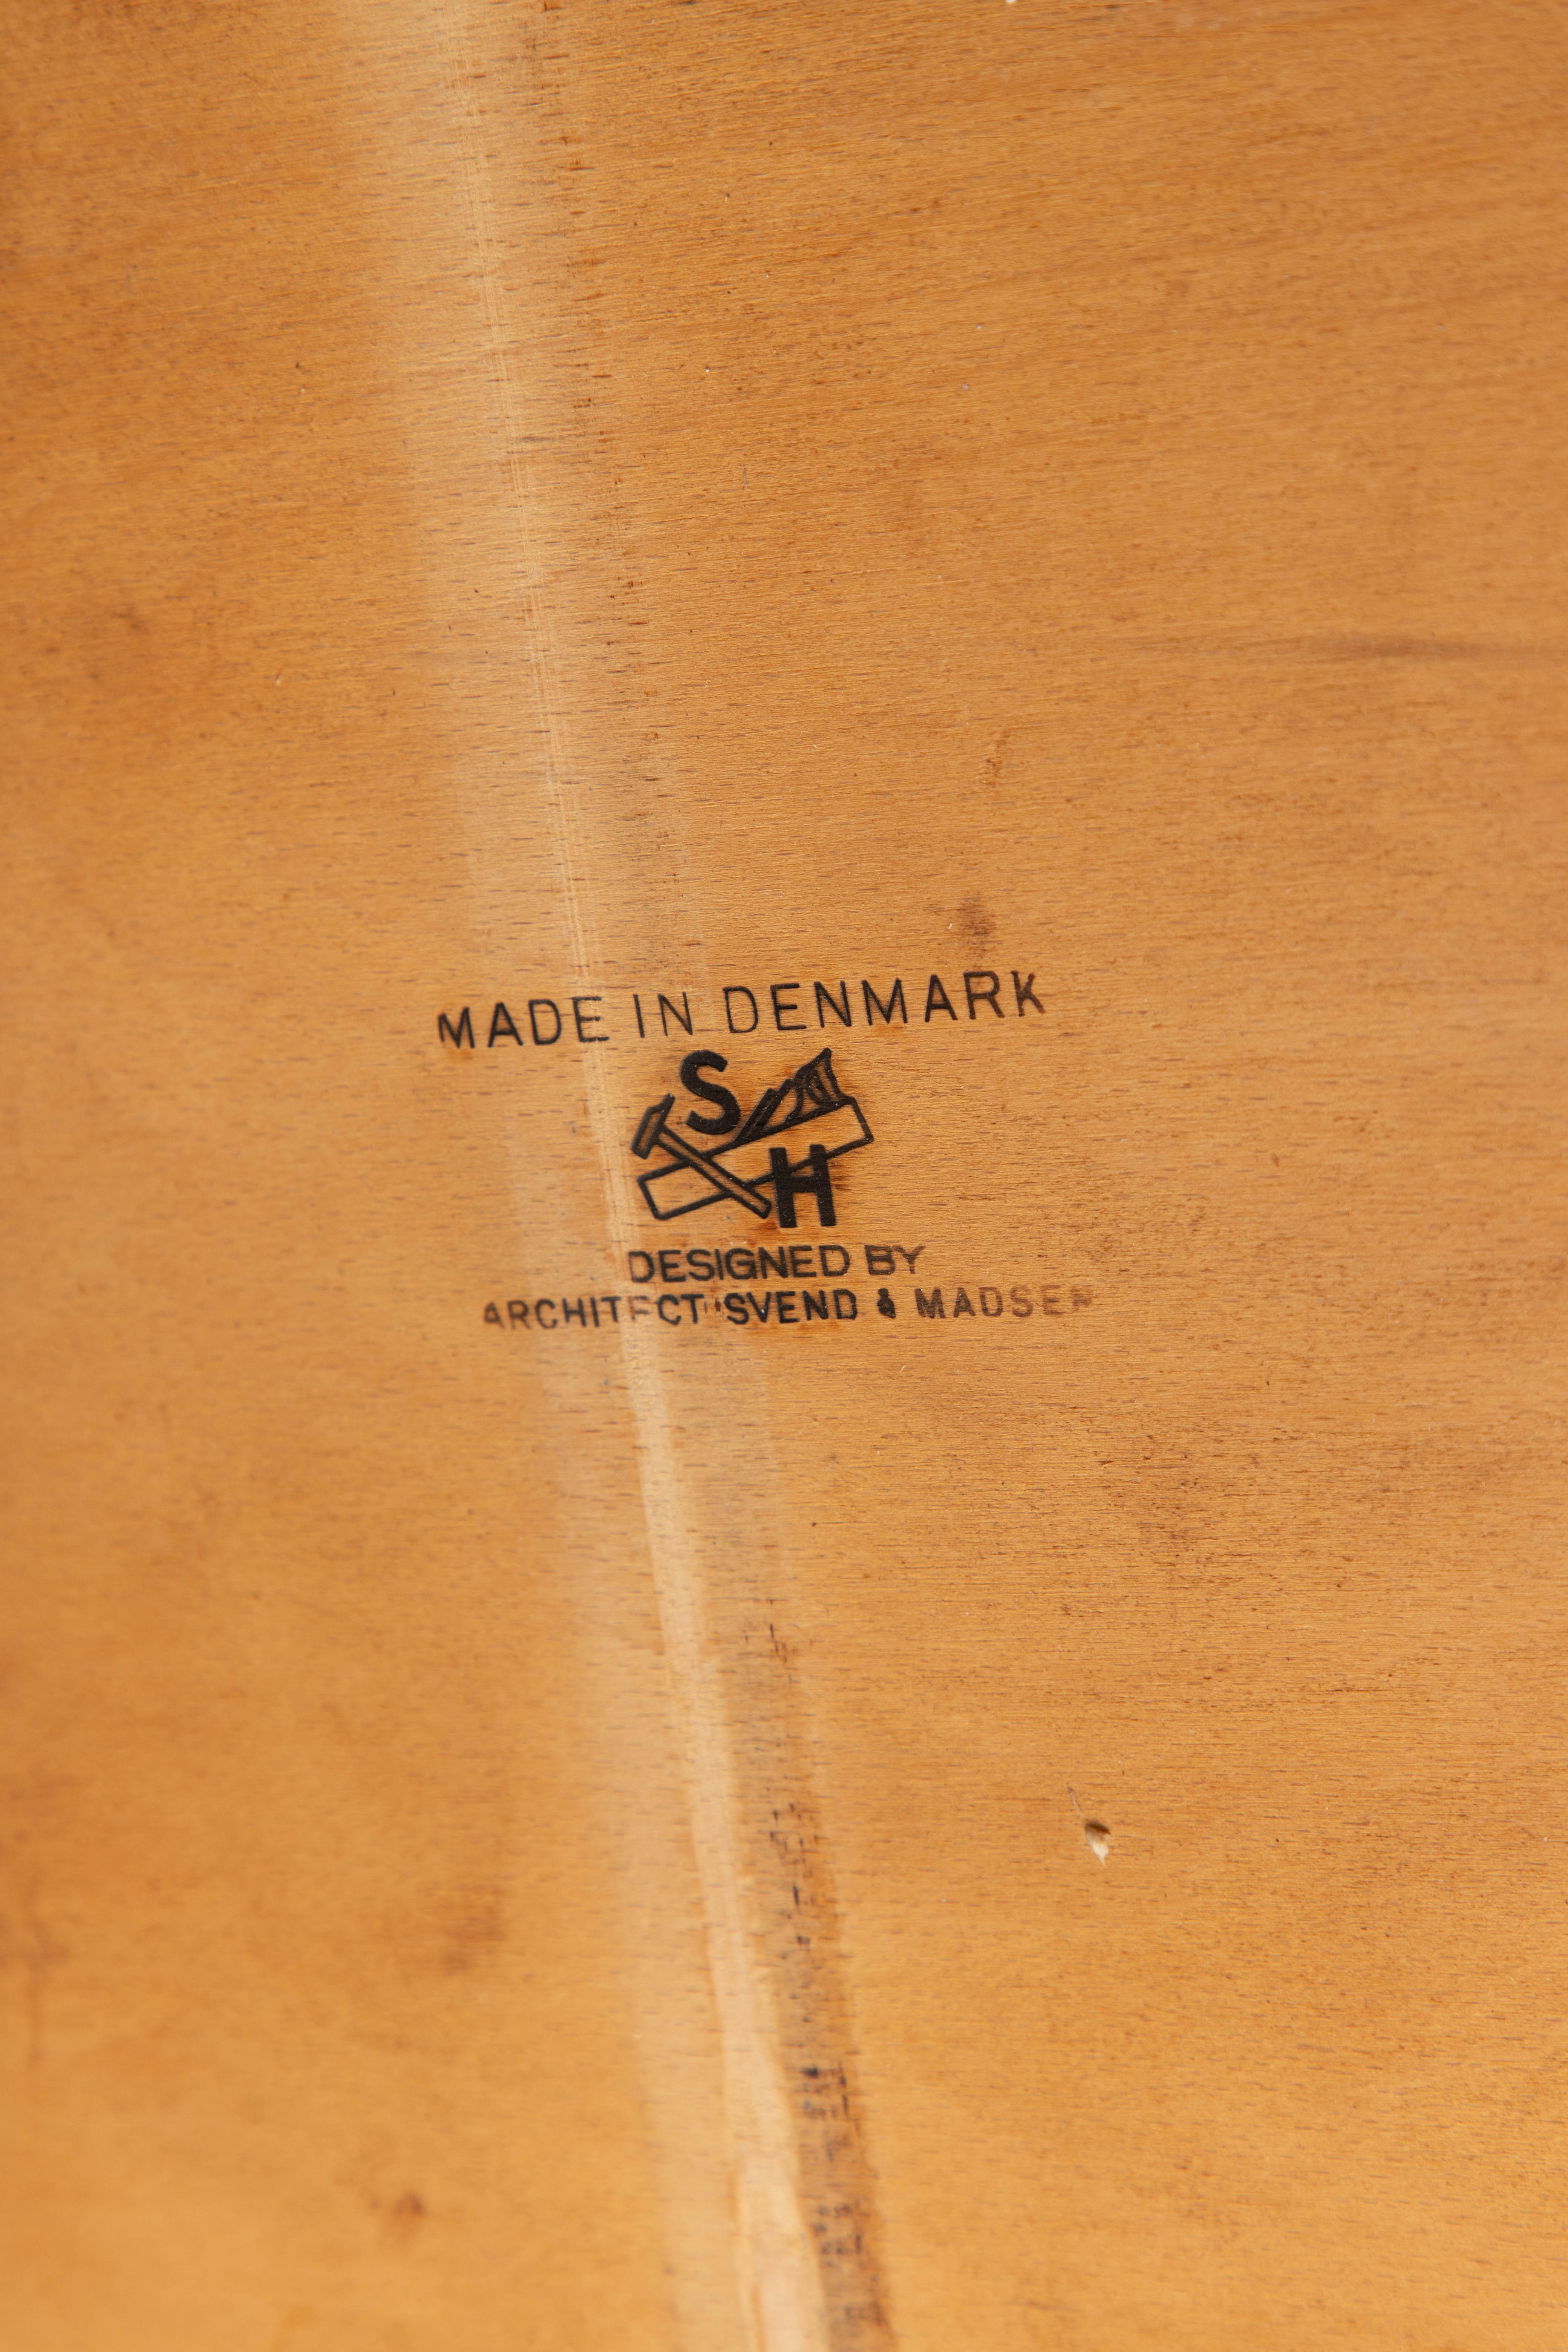 MADE IN DENMARK
S
H
DESIGNED BY
ARCHITECT SVEND & MADSEN